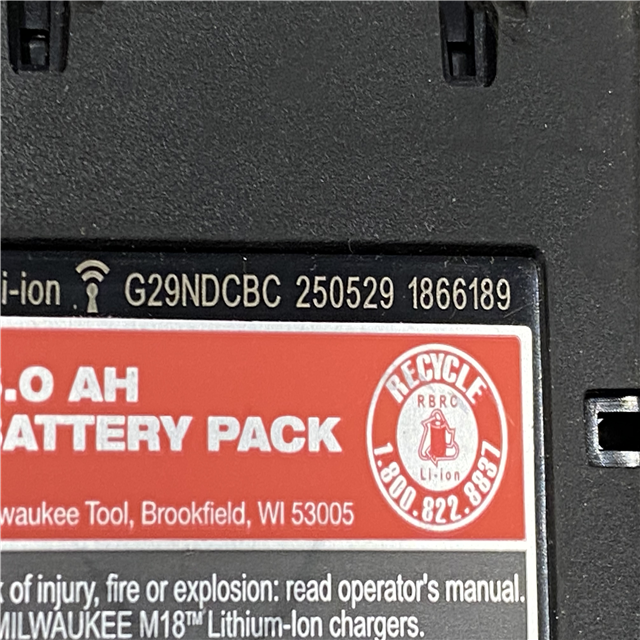 i-ion G29NDCBC 250529 1866189
.0 AH
BATTERY PACK
RECYCLE
RBRC
Li-ion
1.800.822.8837
waukee Tool, Brookfield, WI 53005
of injury, fire or explosion: read operator's manual.
MILWAUKEE M18™ Lithium-Ion chargers.